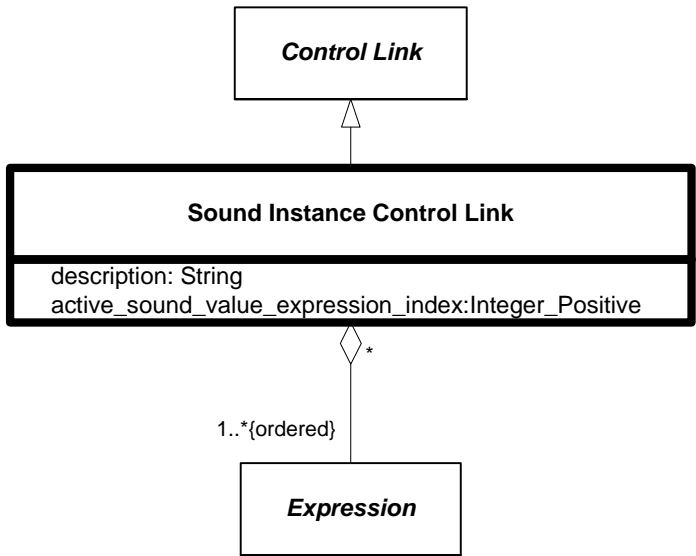 Control Link
Sound Instance Control Link
description: String
active_sound_value_expression_index:Integer_Positive
*
1..*{ordered}
Expression